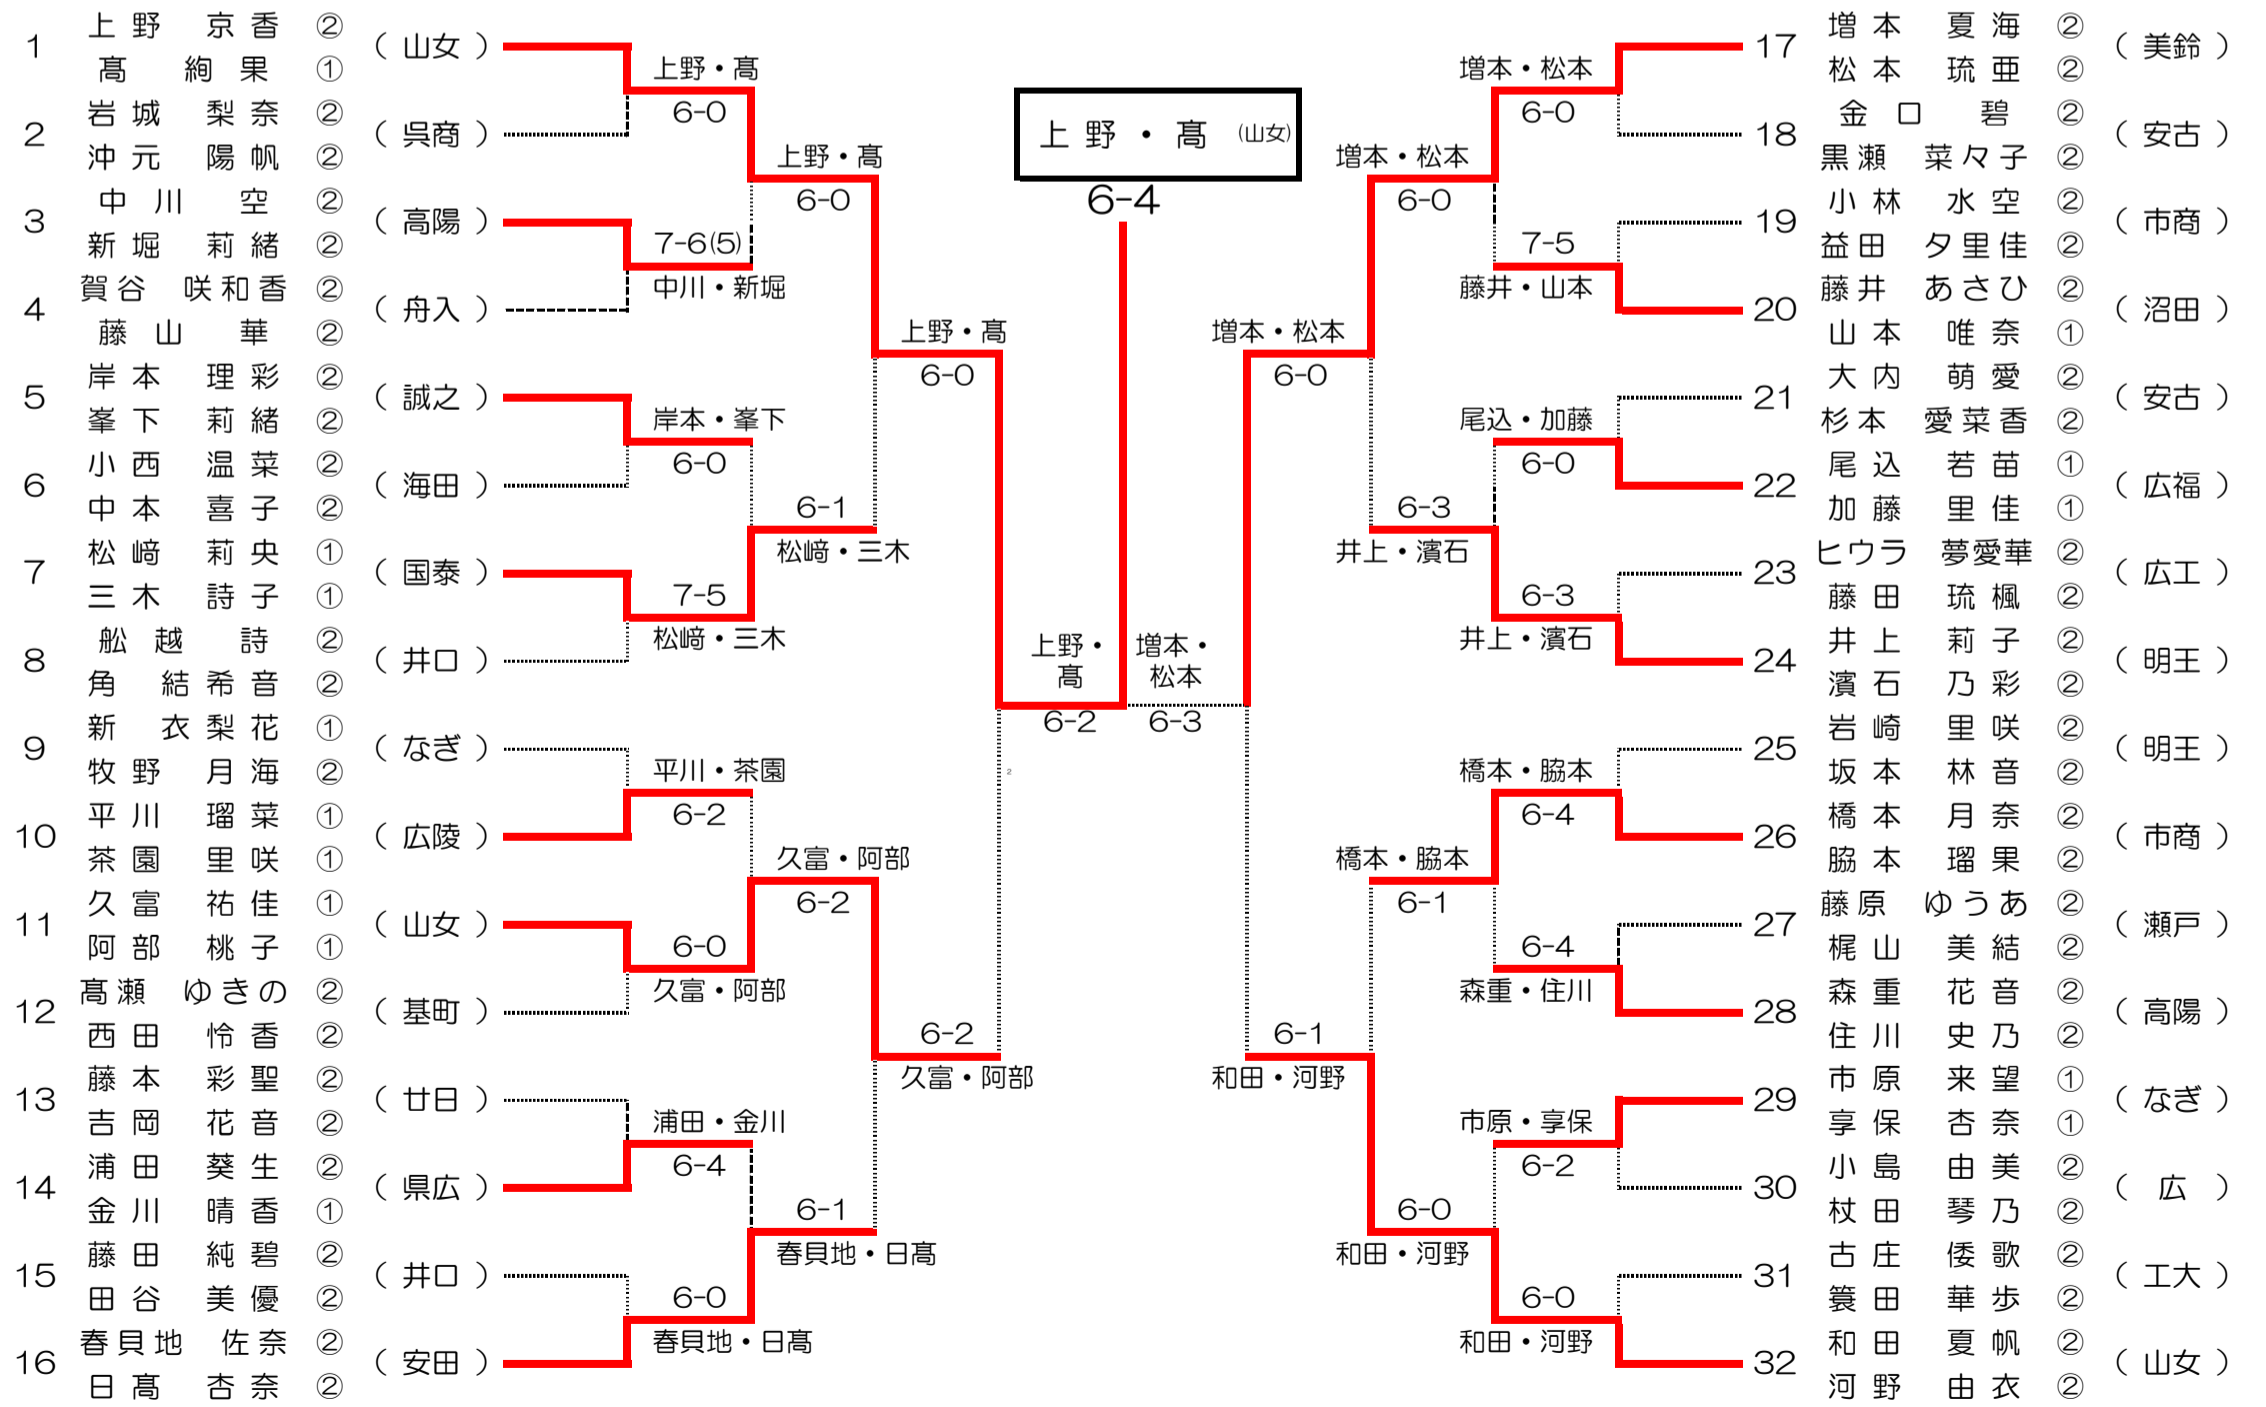 1 上野 京香 ② ( 山女 )
髙 絢果 ①
2 岩城 梨奈 ② ( 呉商 )
沖元 陽帆 ②
3 中川 空 ② ( 高陽 )
新堀 莉緒 ②
4 賀谷 咲和香 ② ( 舟入 )
藤山 華 ②
5 岸本 理彩 ② ( 誠之 )
峯下 莉緒 ②
6 小西 温菜 ② ( 海田 )
中本 喜子 ②
7 松﨑 莉央 ① ( 国泰 )
三木 詩子 ①
8 舩越 詩 ② ( 井口 )
角 結希音 ②
9 新 衣梨花 ① ( なぎ )
牧野 月海 ②
10 平川 瑠菜 ① ( 広陵 )
茶園 里咲 ①
11 久富 祐佳 ① ( 山女 )
阿部 桃子 ①
12 髙瀬 ゆきの ② ( 基町 )
西田 怜香 ②
13 藤本 彩聖 ② ( 廿日 )
吉岡 花音 ②
14 浦田 葵生 ② ( 県広 )
金川 晴香 ①
15 藤田 純碧 ② ( 井口 )
田谷 美優 ②
16 春貝地 佐奈 ② ( 安田 )
日髙 杏奈 ②
上野・髙
6-0
7-6(5)
中川・新堀
岸本・峯下
6-0
7-5
松﨑・三木
平川・茶園
6-2
6-0
久富・阿部
浦田・金川
6-4
6-0
春貝地・日髙
上野・髙
6-0
6-1
松﨑・三木
久富・阿部
6-2
6-1
春貝地・日髙
上野・髙
6-0
6-2
久富・阿部
上野・
髙
6-2
2
上野・髙 (山女)
6-4
増本・
松本
6-3
増本・松本
6-0
6-1
和田・河野
増本・松本
6-0
6-3
井上・濱石
橋本・脇本
6-1
6-0
和田・河野
増本・松本
6-0
7-5
藤井・山本
尾込・加藤
6-0
6-3
井上・濱石
橋本・脇本
6-4
6-4
森重・住川
市原・享保
6-2
6-0
和田・河野
17 増本 夏海 ② ( 美鈴 )
松本 琉亜 ②
18 金口 碧 ② ( 安古 )
黒瀬 菜々子 ②
19 小林 水空 ② ( 市商 )
益田 夕里佳 ②
20 藤井 あさひ ② ( 沼田 )
山本 唯奈 ①
21 大内 萌愛 ② ( 安古 )
杉本 愛菜香 ②
22 尾込 若苗 ① ( 広福 )
加藤 里佳 ①
23 ヒウラ 夢愛華 ② ( 広工 )
藤田 琉楓 ②
24 井上 莉子 ② ( 明王 )
濱石 乃彩 ②
25 岩崎 里咲 ② ( 明王 )
坂本 林音 ②
26 橋本 月奈 ② ( 市商 )
脇本 瑠果 ②
27 藤原 ゆうあ ② ( 瀬戸 )
梶山 美結 ②
28 森重 花音 ② ( 高陽 )
住川 史乃 ②
29 市原 来望 ① ( なぎ )
享保 杏奈 ①
30 小島 由美 ② ( 広 )
杖田 琴乃 ②
31 古庄 倭歌 ② ( 工大 )
簑田 華歩 ②
32 和田 夏帆 ② ( 山女 )
河野 由衣 ②